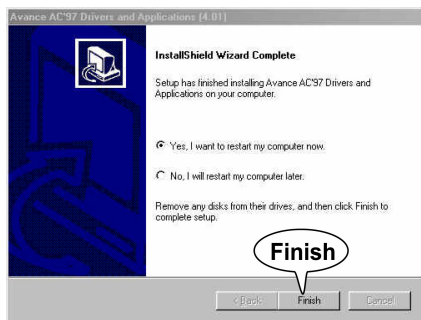 Avance AC'97 Drivers and Applications (4.01)
InstallShield Wizard Complete
Setup has finished installing Avance AC'97 Drivers and
Applications on your computer.
Yes, I want to restart my computer now.
No, I will restart my computer later.
Remove any disks from their drives, and then click Finish to
complete setup.
Finish
< Back
Finish
Cancel